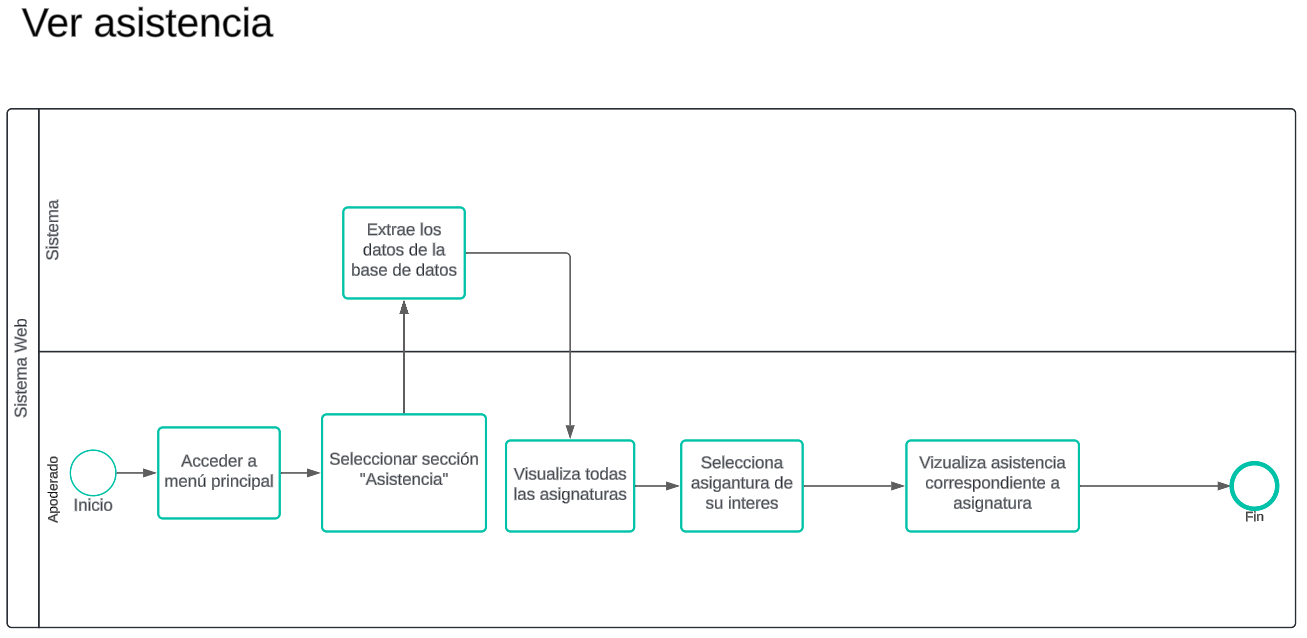 Ver asistencia
Sistema Web
Sistema
Extrae los
datos de la
base de datos
Apoderado
Inicio
Acceder a
menú principal
Seleccionar sección
"Asistencia"
Visualiza todas
las asignaturas
Selecciona
asigantura de
su interes
Vizualiza asistencia
correspondiente a
asignatura
Fin